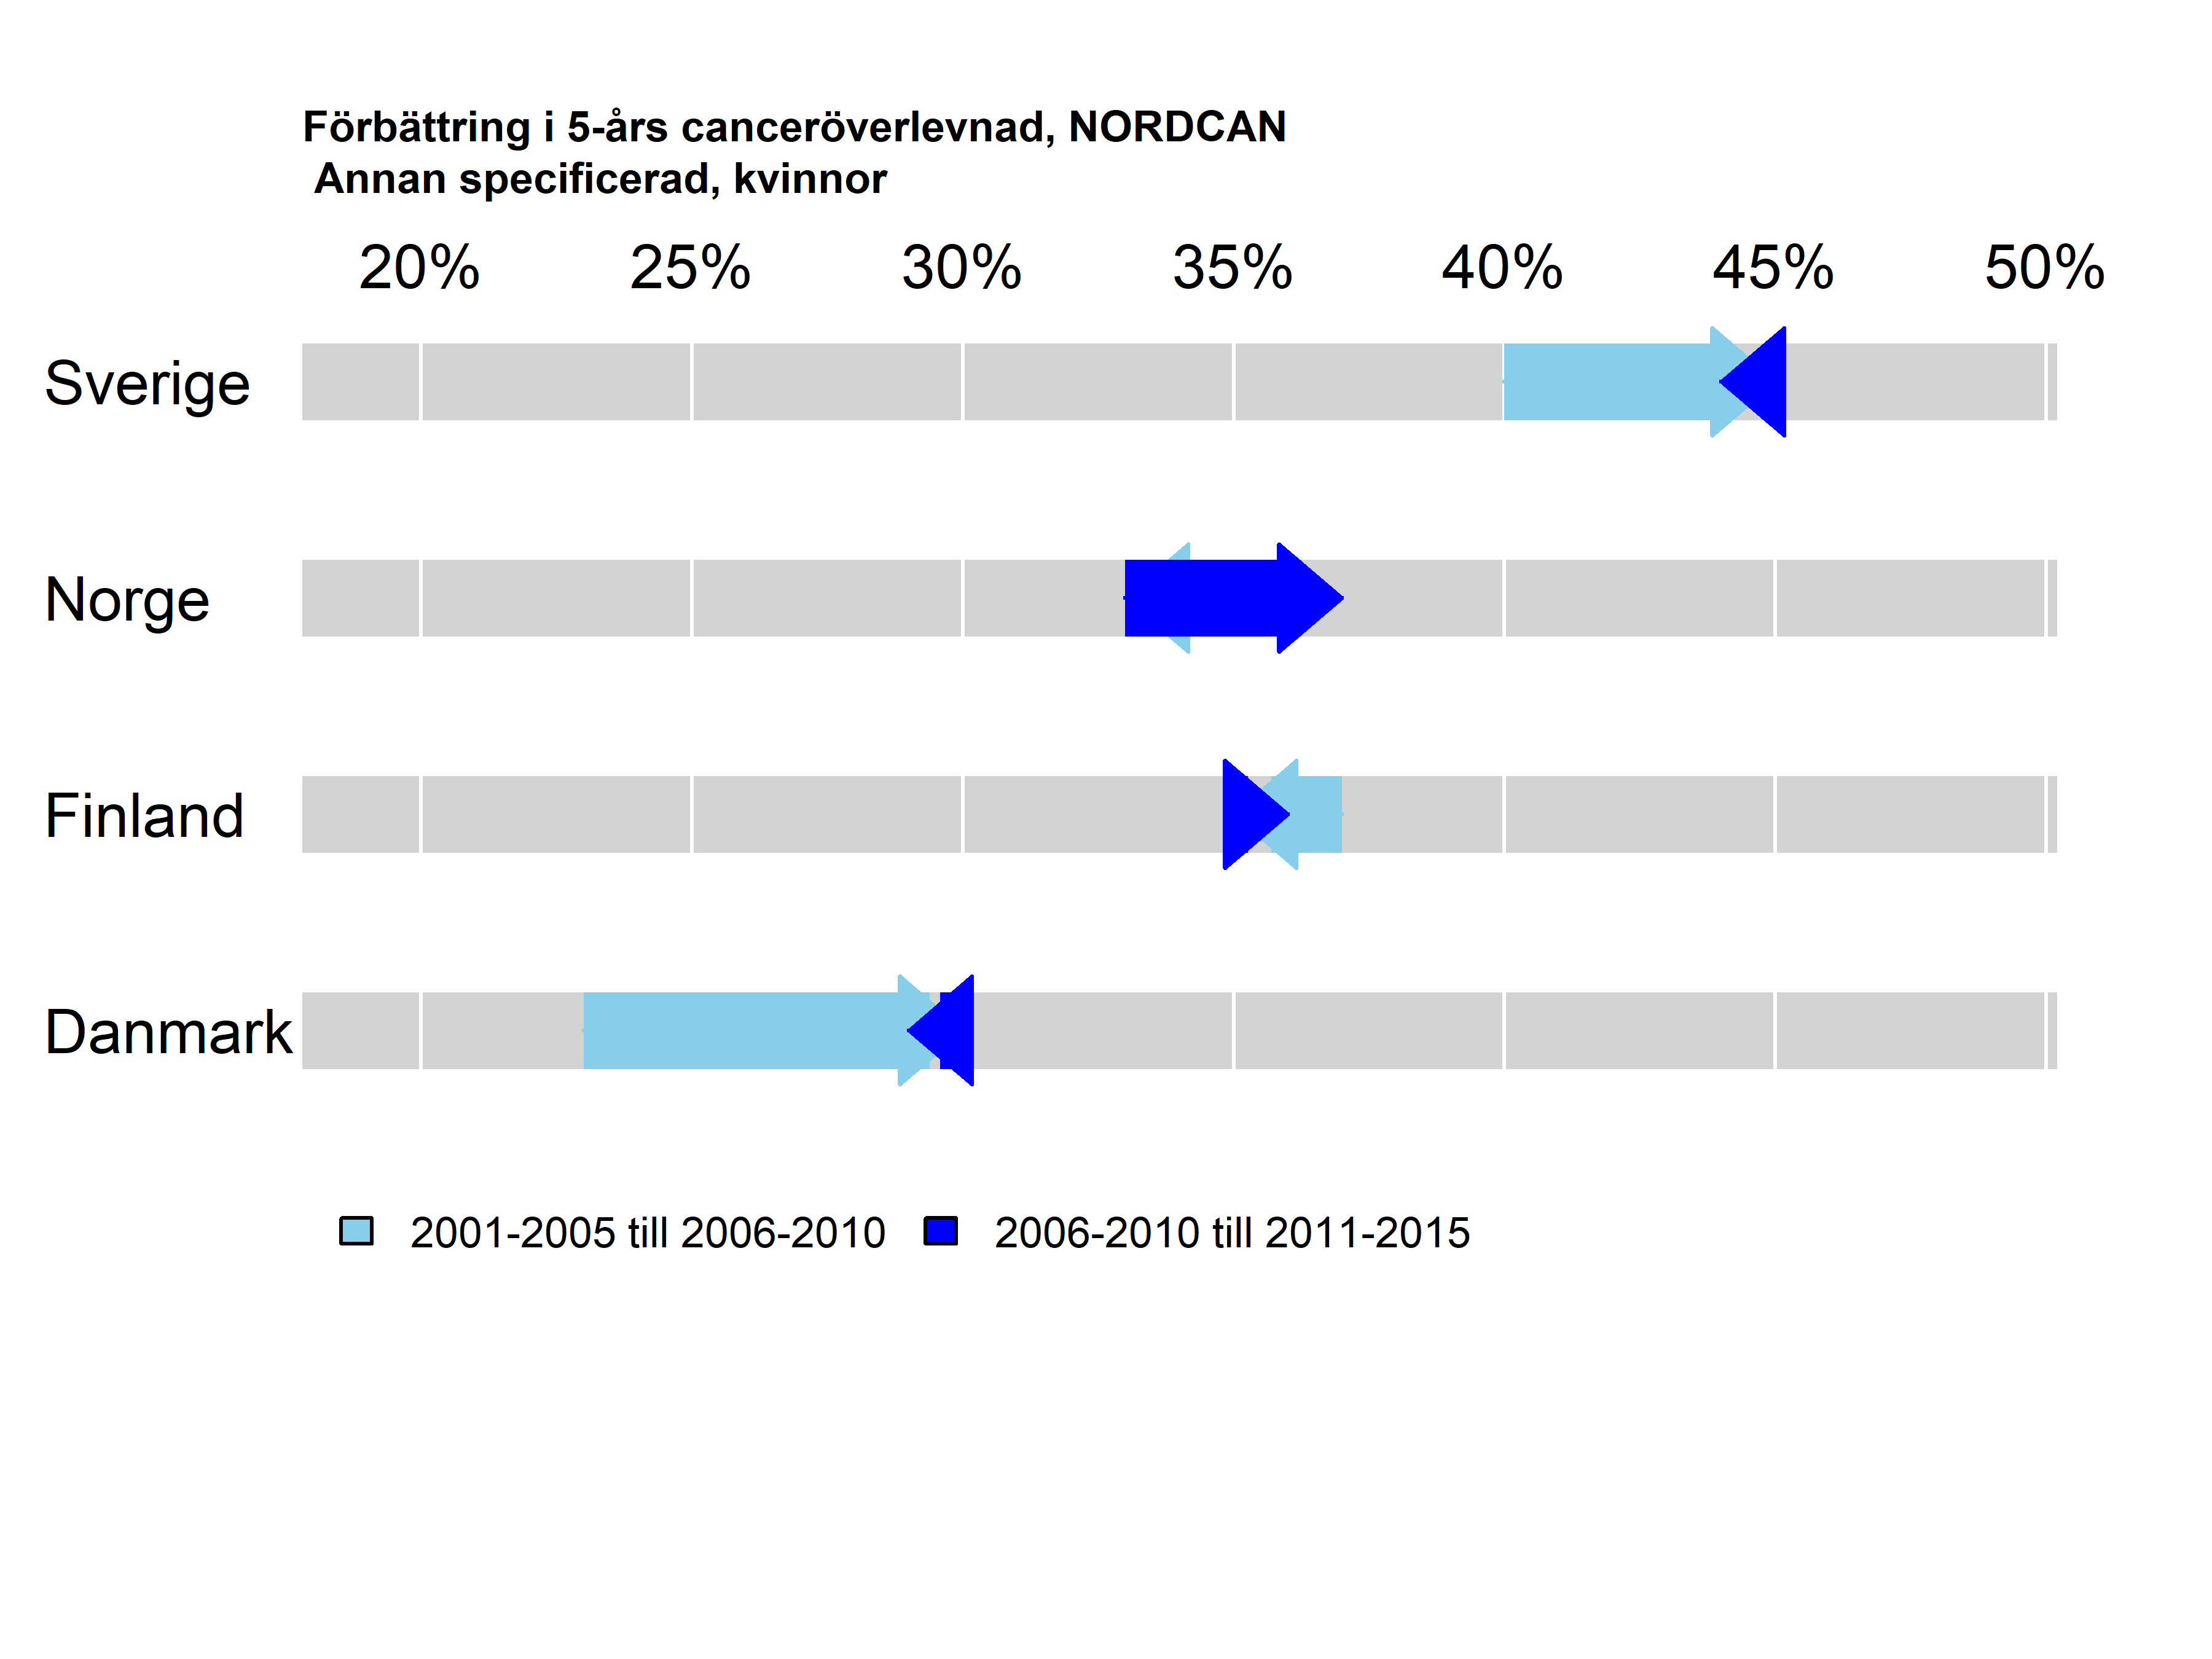 Förbättring i 5-års canceröverlevnad, NORDCAN
Annan specificerad, kvinnor
20% 25% 30% 35% 40% 45% 50%
Sverige
Norge
Finland
Danmark
2001-2005 till 2006-2010 2006-2010 till 2011-2015